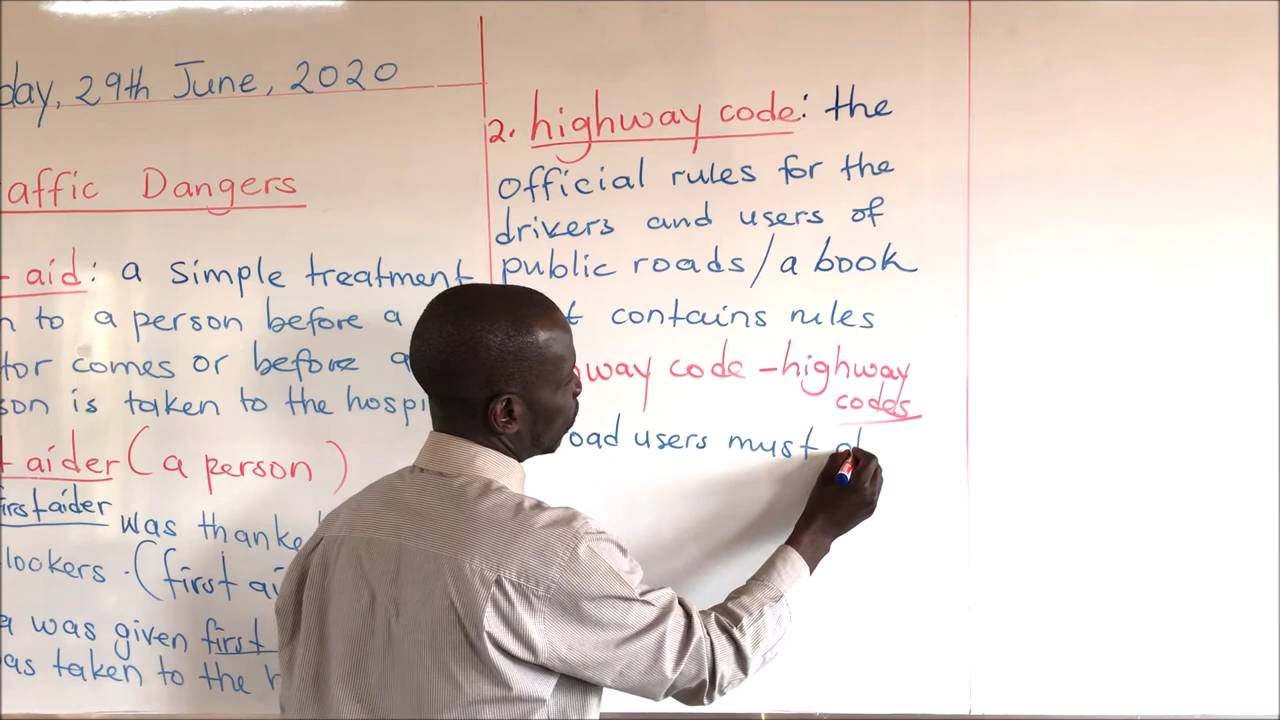 day, 29th June, 2020
affic Dangers
- aid: a simple treatment
n to a person before a
tor comes or before a
son is taken to the hospi
t aider (a person)
irst aider was thanke
lookers. (first ai
a was given first
as taken to the h
2. highway code: the
official rules for the
drivers and users of
public roads/a book
t contains rules
way code - highway
codes
oad users must